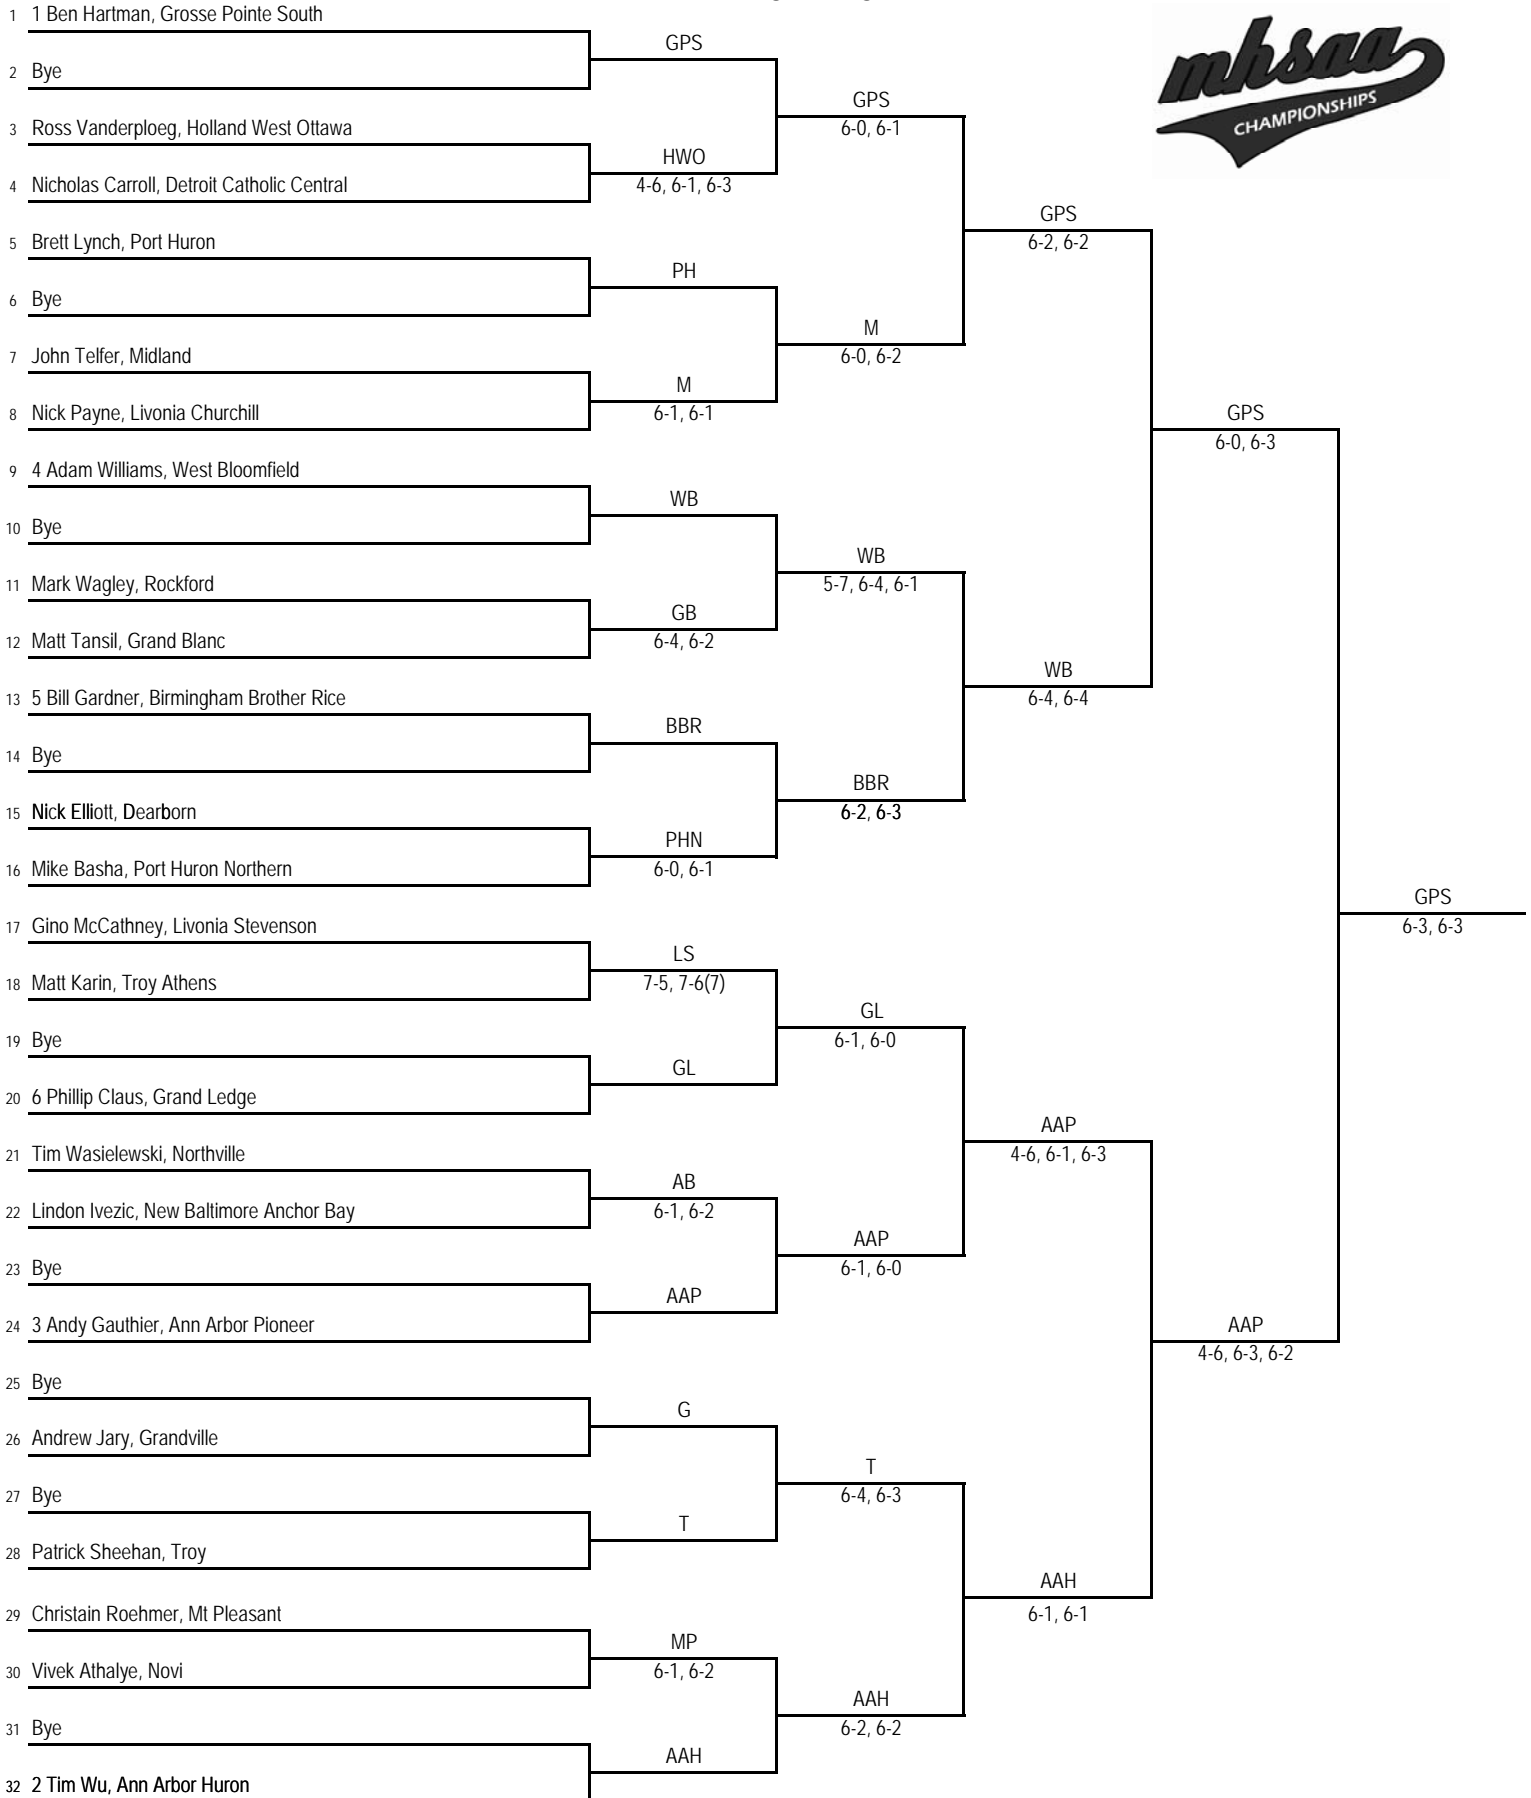 1 1 Ben Hartman, Grosse Pointe South
GPS
2 Bye
GPS
6-0, 6-1
3 Ross Vanderploeg, Holland West Ottawa
HWO
4-6, 6-1, 6-3
4 Nicholas Carroll, Detroit Catholic Central
GPS
6-2, 6-2
5 Brett Lynch, Port Huron
PH
6 Bye
M
6-0, 6-2
7 John Telfer, Midland
M
6-1, 6-1
8 Nick Payne, Livonia Churchill
GPS
6-0, 6-3
9 4 Adam Williams, West Bloomfield
WB
10 Bye
WB
5-7, 6-4, 6-1
11 Mark Wagley, Rockford
GB
6-4, 6-2
12 Matt Tansil, Grand Blanc
WB
6-4, 6-4
13 5 Bill Gardner, Birmingham Brother Rice
BBR
14 Bye
BBR
6-2, 6-3
15 Nick Elliott, Dearborn
PHN
6-0, 6-1
16 Mike Basha, Port Huron Northern
GPS
6-3, 6-3
17 Gino McCathney, Livonia Stevenson
LS
7-5, 7-6(7)
18 Matt Karin, Troy Athens
GL
6-1, 6-0
19 Bye
GL
20 6 Phillip Claus, Grand Ledge
AAP
4-6, 6-1, 6-3
21 Tim Wasielewski, Northville
AB
6-1, 6-2
22 Lindon Ivezic, New Baltimore Anchor Bay
AAP
6-1, 6-0
23 Bye
AAP
24 3 Andy Gauthier, Ann Arbor Pioneer
AAP
4-6, 6-3, 6-2
25 Bye
G
26 Andrew Jary, Grandville
T
6-4, 6-3
27 Bye
T
28 Patrick Sheehan, Troy
AAH
6-1, 6-1
29 Christain Roehmer, Mt Pleasant
MP
6-1, 6-2
30 Vivek Athalye, Novi
AAH
6-2, 6-2
31 Bye
AAH
32 2 Tim Wu, Ann Arbor Huron
mhsaa
CHAMPIONSHIPS